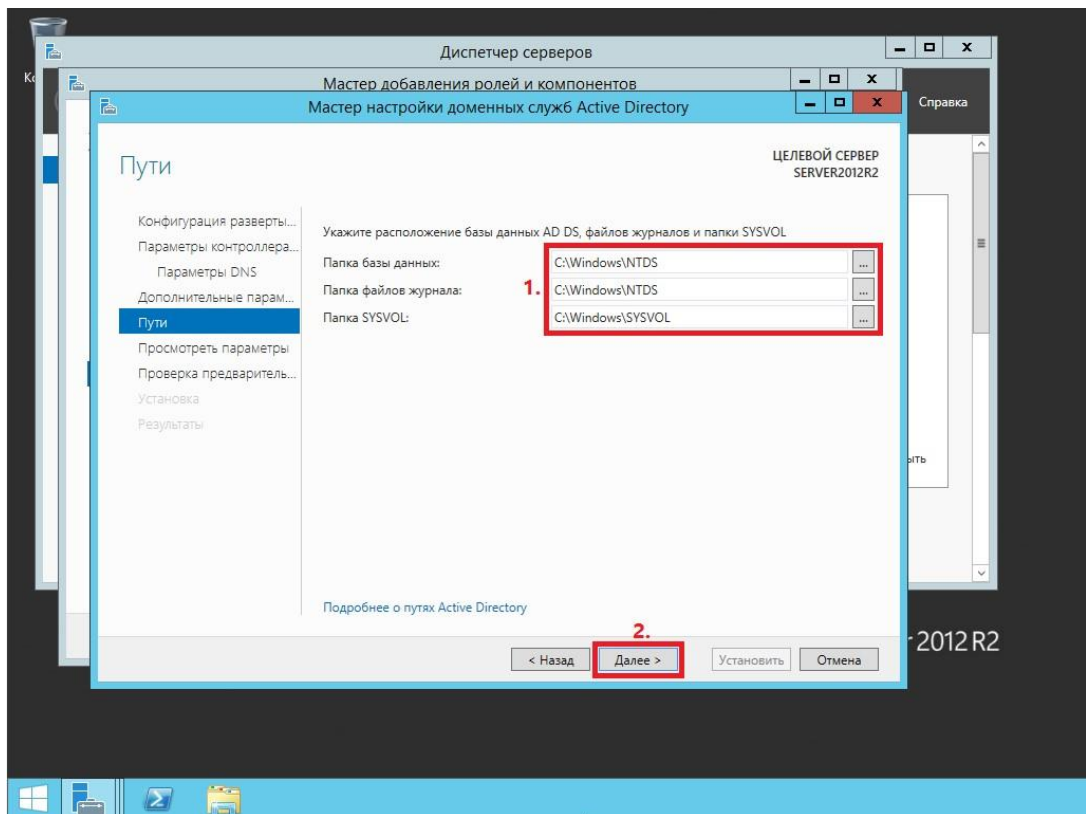 Диспетчер серверов
Мастер добавления ролей и компонентов
Справка
Мастер настройки доменных служб Active Directory
Пути
ЦЕЛЕВОЙ СЕРВЕР
SERVER2012R2
Конфигурация разверты...
Параметры контроллера...
Параметры DNS
Дополнительные парам...
Пути
Просмотреть параметры
Проверка предваритель...
Установка
Результаты
Укажите расположение базы данных AD DS, файлов журналов и папки SYSVOL
Папка базы данных: C:\Windows\NTDS ...
Папка файлов журнала: 1. C:\Windows\NTDS ...
Папка SYSVOL: C:\Windows\SYSVOL ...
ыть
Подробнее о путях Active Directory
2.
< Назад Далее > Установить Отмена
2012 R2